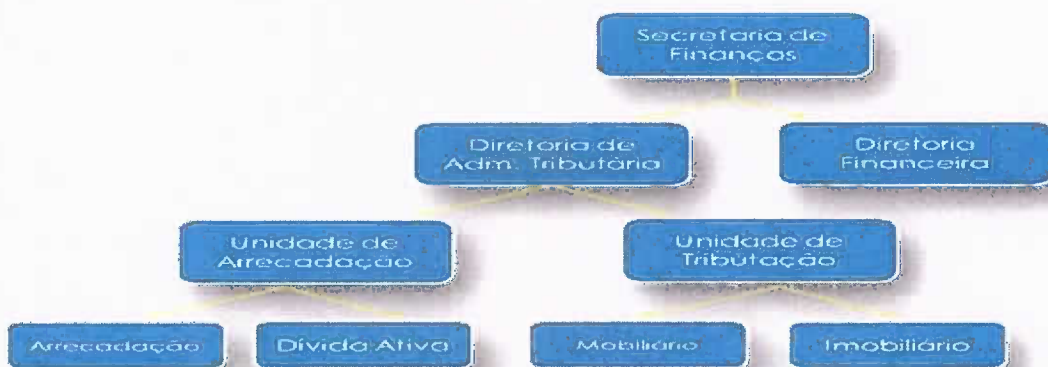 Secretaria de
Finanças
Diretoria de
Adm. Tributária
Diretoria
Financeira
Unidade de
Arrecadação
Unidade de
Tributação
Arrecadação
Dívida Ativa
Mobiliário
Imobiliário